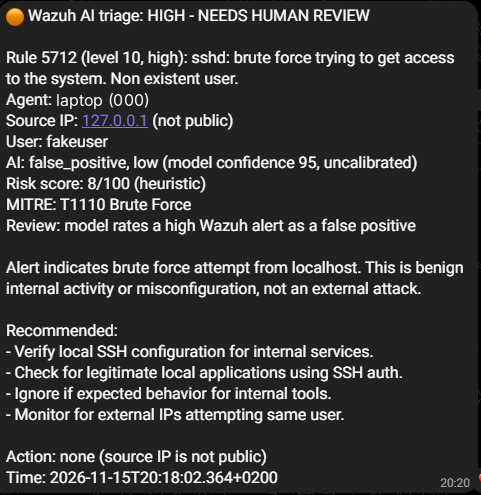 🟠 Wazuh AI triage: HIGH - NEEDS HUMAN REVIEW
Rule 5712 (level 10, high): sshd: brute force trying to get access
to the system. Non existent user.
Agent: laptop (000)
Source IP: 127.0.0.1 (not public)
User: fakeuser
AI: false_positive, low (model confidence 95, uncalibrated)
Risk score: 8/100 (heuristic)
MITRE: T1110 Brute Force
Review: model rates a high Wazuh alert as a false positive
Alert indicates brute force attempt from localhost. This is benign
internal activity or misconfiguration, not an external attack.
Recommended:
- Verify local SSH configuration for internal services.
- Check for legitimate local applications using SSH auth.
- Ignore if expected behavior for internal tools.
- Monitor for external IPs attempting same user.
Action: none (source IP is not public)
Time: 2026-11-15T20:18:02.364+0200
20:20